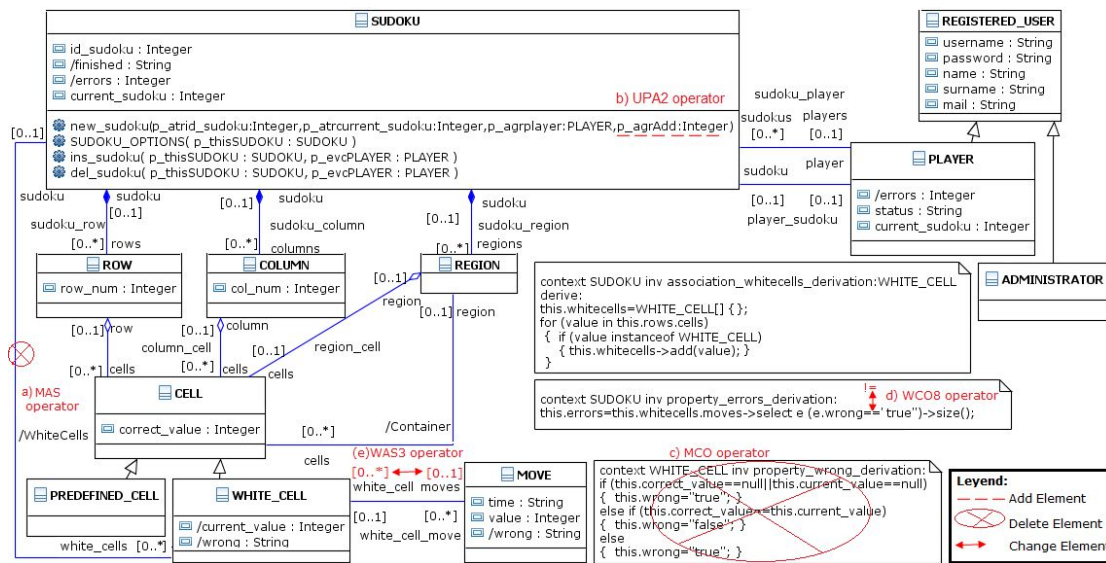 SUDOKU
id_sudoku : Integer
/finished : String
/errors : Integer
current_sudoku : Integer
b) UPA2 operator
new_sudoku(p_atrid_sudoku:Integer,p_atrcurrent_sudoku:Integer,p_agrplayer:PLAYER,p_agrAdd:Integer)
SUDOKU_OPTIONS( p_thisSUDOKU : SUDOKU )
ins_sudoku( p_thisSUDOKU : SUDOKU, p_evcPLAYER : PLAYER )
del_sudoku( p_thisSUDOKU : SUDOKU, p_evcPLAYER : PLAYER )
REGISTERED_USER
username : String
password : String
name : String
surname : String
mail : String
sudoku_player
sudokus players
[0..*] [0..1]
player
sudoku
[0..1] [0..1]
player_sudoku
PLAYER
/errors : Integer
status : String
current_sudoku : Integer
ADMINISTRATOR
[0..1]
sudoku sudoku sudoku sudoku
[0..1] [0..1] [0..1]
sudoku_row sudoku_column sudoku_region
[0..*] rows [0..*] columns [0..*] regions
ROW
row_num : Integer
COLUMN
col_num : Integer
REGION
[0..1]
region
[0..1] region
[0..1] row [0..1] column
column_cell [0..1] region_cell
[0..*] cells [0..*] cells cells
a) MAS
operator
/WhiteCells
CELL
correct_value : Integer
[0..*] /Container
cells
context SUDOKU inv association_whitecells_derivation:WHITE_CELL
derive:
this.whitecells=WHITE_CELL[] {};
for (value in this.rows.cells)
{ if (value instanceof WHITE_CELL)
{ this.whitecells->add(value); }
}
!=
d) WCO8 operator
context SUDOKU inv property_errors_derivation:
this.errors=this.whitecells.moves->select e (e.wrong=="true")->size();
(e)WAS3 operator
[0..*] [0..1]
white_cell moves
[0..1] [0..*]
white_cell_move
PREDEFINED_CELL
WHITE_CELL
/current_value : Integer
/wrong : String
white_cells [0..*]
MOVE
time : String
value : Integer
/wrong : String
c) MCO operator
context WHITE_CELL inv property_wrong_derivation:
if (this.correct_value==null||this.current_value==null)
{ this.wrong="true"; }
else if (this.correct_value==this.current_value)
{ this.wrong="false"; }
else
{ this.wrong="true"; }
Legend:
Add Element
Delete Element
Change Element